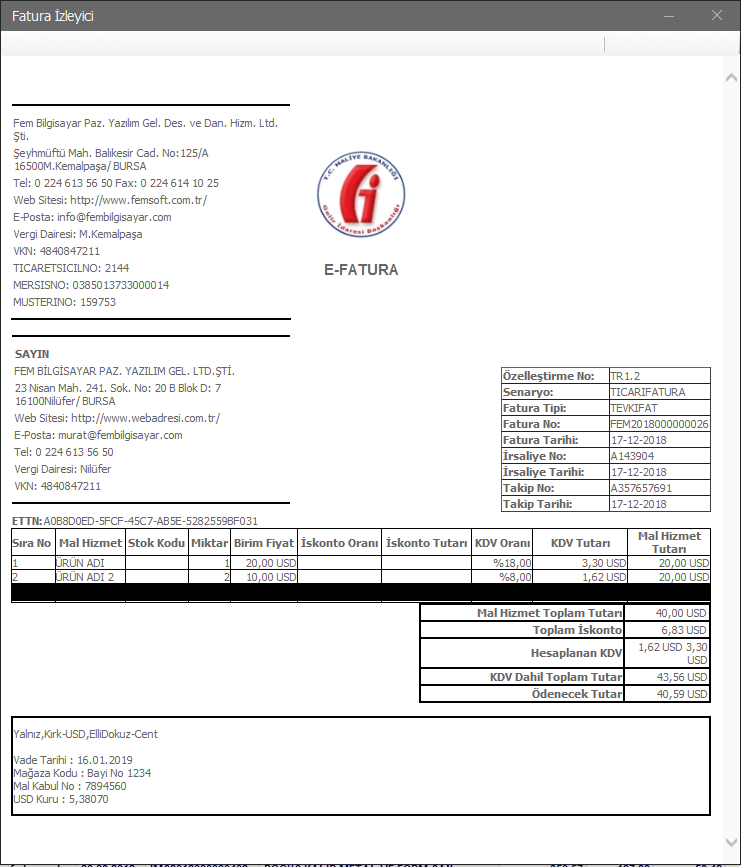 Fatura İzleyici
Fem Bilgisayar Paz. Yazılım Gel. Des. ve Dan. Hizm. Ltd.
Şti.
Şeyhmüftü Mah. Balıkesir Cad. No:125/A
16500M.Kemalpaşa/ BURSA
Tel: 0 224 613 56 50 Fax: 0 224 614 10 25
Web Sitesi: http://www.femsoft.com.tr/
E-Posta: info@fembilgisayar.com
Vergi Dairesi: M.Kemalpaşa
VKN: 4840847211
TICARETSICILNO: 2144
MERSISNO: 0385013733000014
MUSTERINO: 159753
T.C. MALİYE BAKANLIĞI
Gelir İdaresi Başkanlığı
E-FATURA
SAYIN
FEM BİLGİSAYAR PAZ. YAZILIM GEL. LTD.ŞTİ.
23 Nisan Mah. 241. Sok. No: 20 B Blok D: 7
16100Nilüfer/ BURSA
Web Sitesi: http://www.webadresi.com.tr/
E-Posta: murat@fembilgisayar.com
Tel: 0 224 613 56 50
Vergi Dairesi: Nilüfer
VKN: 4840847211
Özelleştirme No: TR1.2
Senaryo: TICARIFATURA
Fatura Tipi: TEVKIFAT
Fatura No: FEM2018000000026
Fatura Tarihi: 17-12-2018
İrsaliye No: A143904
İrsaliye Tarihi: 17-12-2018
Takip No: A357657691
Takip Tarihi: 17-12-2018
ETTN: A0B8D0ED-5FCF-45C7-AB5E-5282559BF031
Sıra No Mal Hizmet Stok Kodu Miktar Birim Fiyat İskonto Oranı İskonto Tutarı KDV Oranı KDV Tutarı Mal Hizmet Tutarı
1 ÜRÜN ADI 1 20,00 USD %18,00 3,30 USD 20,00 USD
2 ÜRÜN ADI 2 2 10,00 USD %8,00 1,62 USD 20,00 USD
Mal Hizmet Toplam Tutarı 40,00 USD
Toplam İskonto 6,83 USD
Hesaplanan KDV 1,62 USD 3,30 USD
KDV Dahil Toplam Tutar 43,56 USD
Ödenecek Tutar 40,59 USD
Yalnız,Kırk-USD,ElliDokuz-Cent
Vade Tarihi : 16.01.2019
Mağaza Kodu : Bayi No 1234
Mal Kabul No : 7894560
USD Kuru : 5,38070